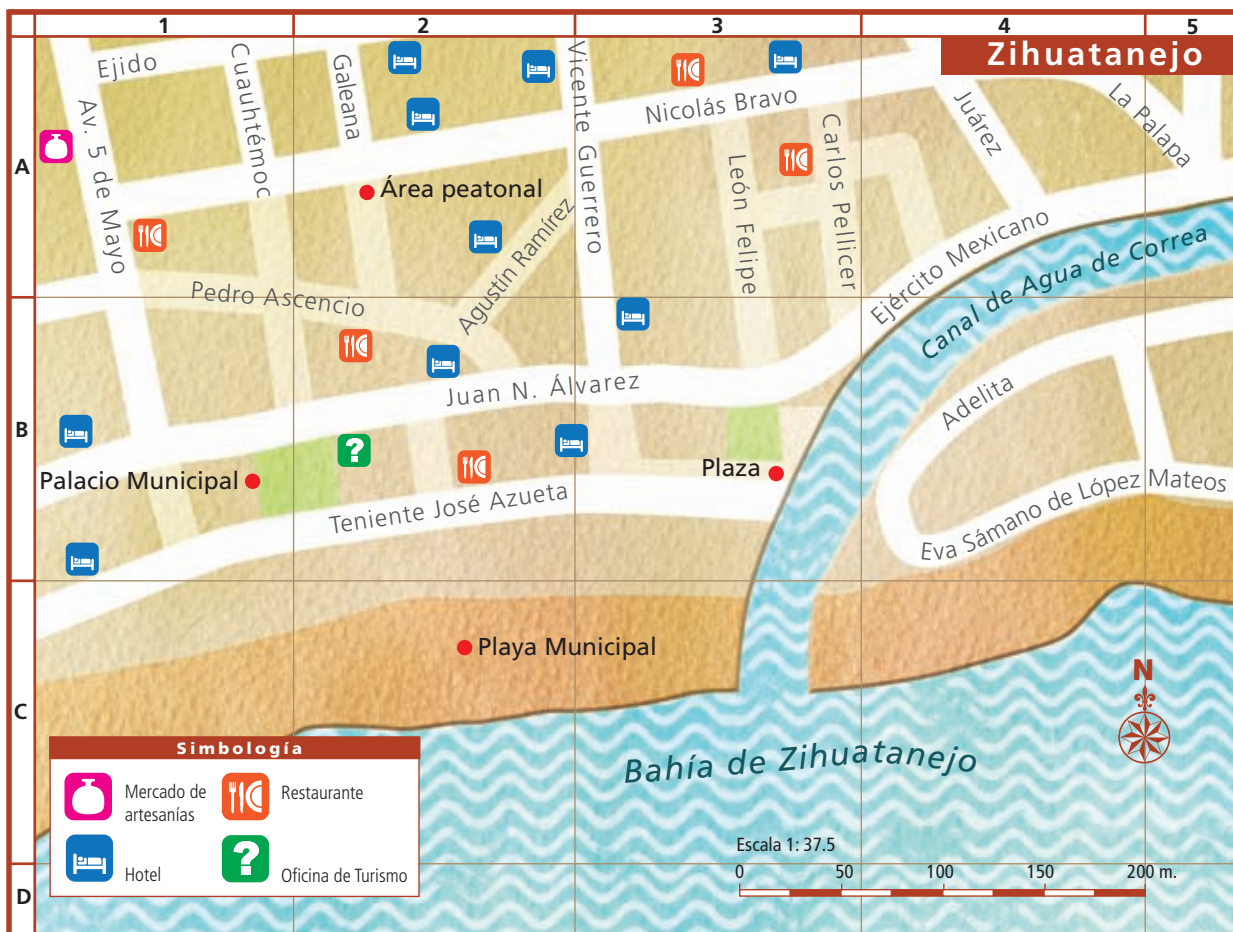 1 2 3 4 5
Zihuatanejo
A
Ejido
Av. 5 de Mayo
Cuauhtémoc
Galeana
Vicente Guerrero
Nicolás Bravo
León Felipe
Carlos Pellicer
Juárez
La Palapa
Área peatonal
Agustín Ramírez
Pedro Ascencio
Ejército Mexicano
Canal de Agua de Correa
B
Juan N. Álvarez
Adelita
Palacio Municipal
?
Plaza
Teniente José Azueta
Eva Sámano de López Mateos
C
Playa Municipal
N
Bahía de Zihuatanejo
Simbología
Mercado de
artesanías
Restaurante
Hotel
?
Oficina de Turismo
Escala 1: 37.5
0 50 100 150 200 m.
D